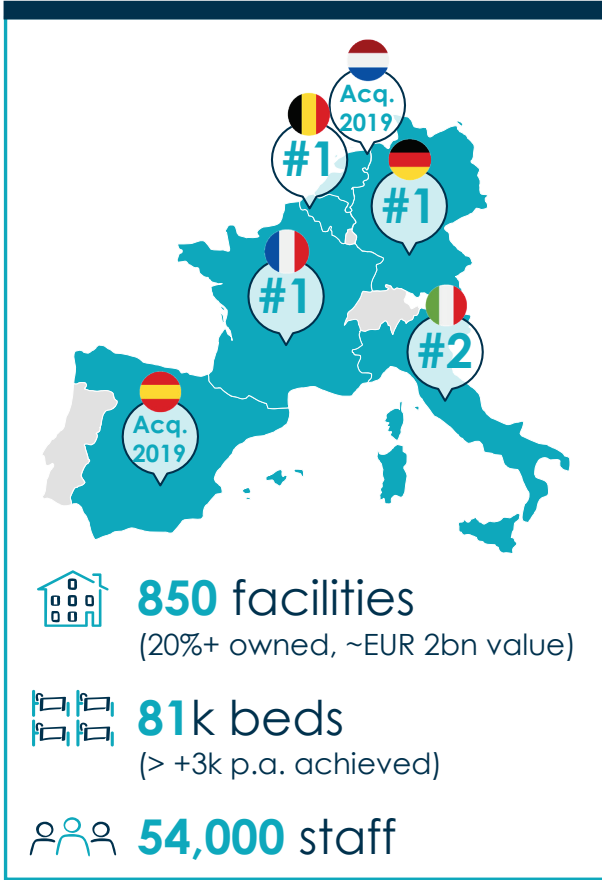 Acq.
2019
#1
#1
#1
#2
Acq.
2019
850 facilities
(20%+ owned, ~EUR 2bn value)
81k beds
(> +3k p.a. achieved)
54,000 staff